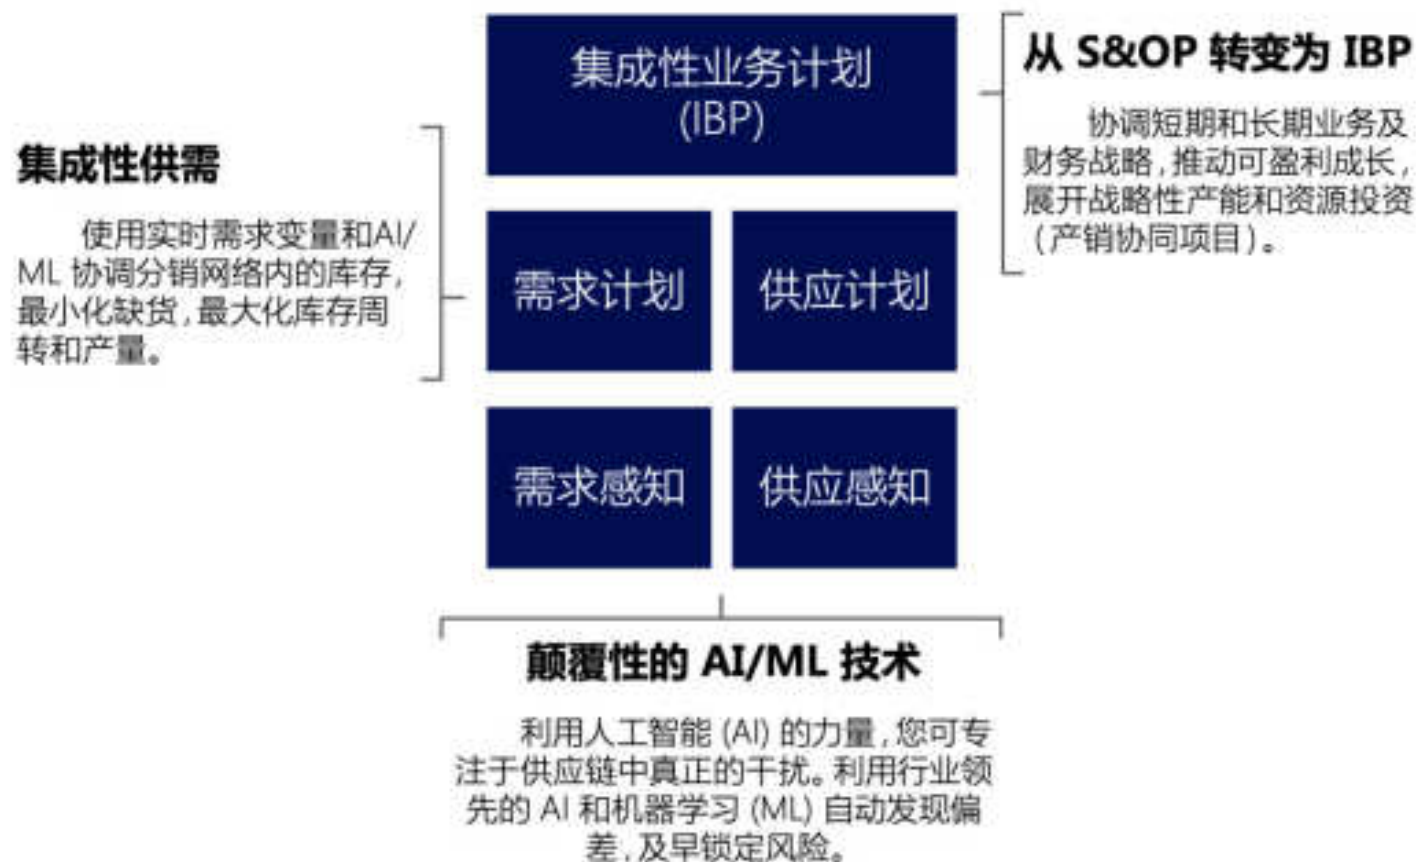 集成性业务计划
(IBP)
从 S&OP 转变为 IBP
协调短期和长期业务及
财务战略,推动可盈利成长,
展开战略性产能和资源投资
(产销协同项目)。
集成性供需
使用实时需求变量和AI/
ML 协调分销网络内的库存,
最小化缺货,最大化库存周
转和产量。
需求计划
供应计划
需求感知
供应感知
颠覆性的 AI/ML 技术
利用人工智能 (AI) 的力量,您可专
注于供应链中真正的干扰。利用行业领
先的 AI 和机器学习 (ML) 自动发现偏
差,及早锁定风险。